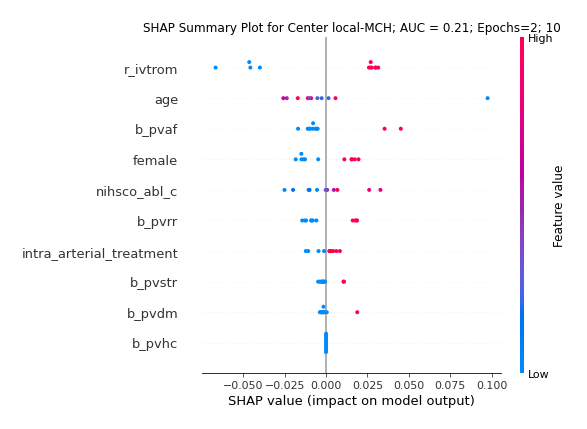 SHAP Summary Plot for Center local-MCH; AUC = 0.21; Epochs=2; 10
High
r_ivtrom
age
b_pvaf
female
nihsco_abl_c
b_pvrr
intra_arterial_treatment
b_pvstr
b_pvdm
b_pvhc
Feature value
Low
−0.050 −0.025 0.000 0.025 0.050 0.075 0.100
SHAP value (impact on model output)